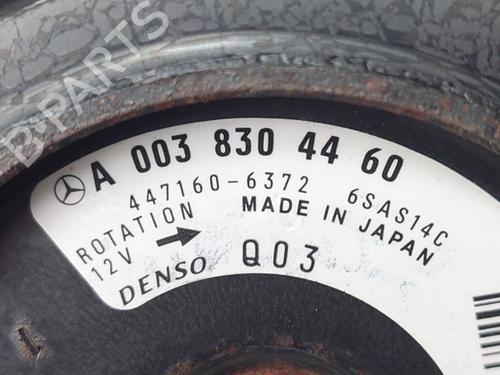 B-PARTS
A 003 830 44 60
447160-6372 6SAS14C
ROTATION MADE IN JAPAN
12V
DENSO Q03